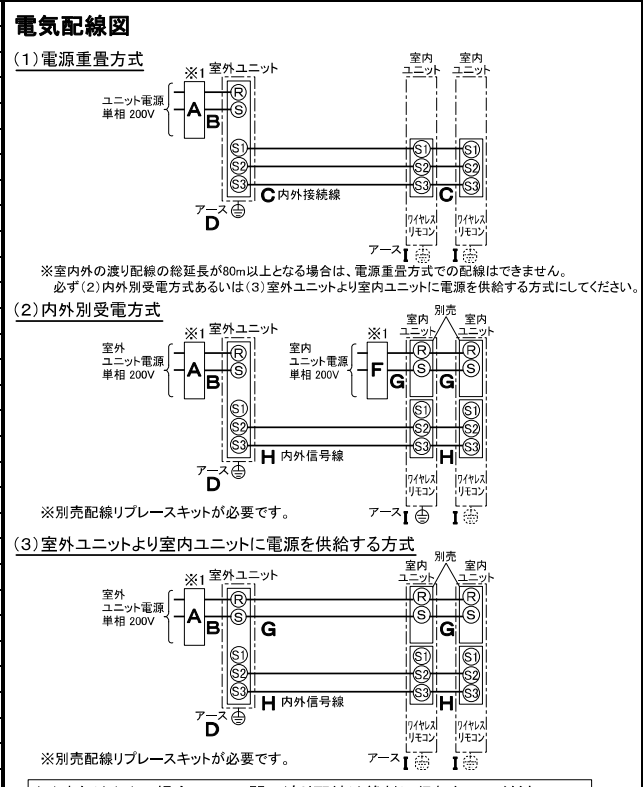 電気配線図
(1)電源重畳方式
※1 室外ユニット
室内 室内
ユニット ユニット
ユニット電源
単相 200V
A
B
R
S
S1 S1 S1
S2 S2 S2
S3 S3 S3
C 内外接続線
C
アース
D
ワイヤレス ワイヤレス
リモコン リモコン
アース I I
※室内外の渡り配線の総延長が80m以上となる場合は、電源重畳方式での配線はできません。
必ず(2)内外別受電方式あるいは(3)室外ユニットより室内ユニットに電源を供給する方式にしてください。
(2)内外別受電方式
別売
※1 室外ユニット
※1
室内 室内
ユニット ユニット
室外
ユニット電源
単相 200V
A
B
R
S
室内
ユニット電源
単相 200V
F
G
G
R R
S S
S1 S1 S1
S2 S2 S2
S3 S3 S3
H 内外信号線
H
アース
D
ワイヤレス ワイヤレス
リモコン リモコン
※別売配線リプレースキットが必要です。
アース I I
(3)室外ユニットより室内ユニットに電源を供給する方式
別売
※1 室外ユニット
室内 室内
ユニット ユニット
室外
ユニット電源
単相 200V
A
B
R R R
S S S
G
G
S1 S1 S1
S2 S2 S2
S3 S3 S3
H 内外信号線
H
アース
D
ワイヤレス ワイヤレス
リモコン リモコン
※別売配線リプレースキットが必要です。
アース I I